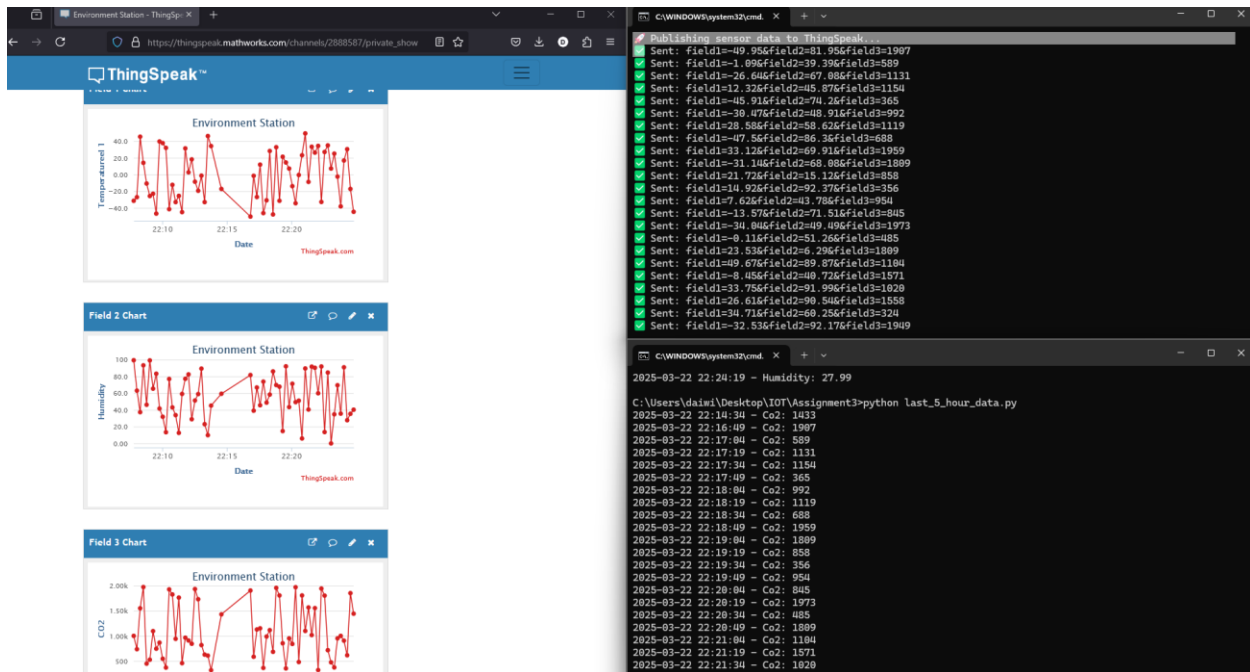 Environment Station - ThingSpe
https://thingspeak.mathworks.com/channels/2888587/private_show
ThingSpeak™
Field 1 Chart
Environment Station
Temperatureel 1
40.0
20.0
0.00
-20.0
-40.0
22:10
22:15
22:20
Date
ThingSpeak.com
Field 2 Chart
Environment Station
Humidity
100
80.0
60.0
40.0
20.0
0.00
22:10
22:15
22:20
Date
ThingSpeak.com
Field 3 Chart
Environment Station
CO2
2.00k
1.50k
1.00k
500
C:\WINDOWS\system32\cmd.
Publishing sensor data to ThingSpeak...
Sent: field1=-49.95&field2=81.95&field3=1907
Sent: field1=-1.09&field2=39.39&field3=589
Sent: field1=-26.64&field2=67.08&field3=1131
Sent: field1=12.32&field2=45.87&field3=1154
Sent: field1=-45.91&field2=74.2&field3=365
Sent: field1=-30.47&field2=48.91&field3=992
Sent: field1=28.58&field2=58.62&field3=1119
Sent: field1=-47.5&field2=86.3&field3=688
Sent: field1=33.12&field2=69.91&field3=1959
Sent: field1=-31.14&field2=68.08&field3=1809
Sent: field1=21.72&field2=15.12&field3=858
Sent: field1=14.92&field2=92.37&field3=356
Sent: field1=7.62&field2=43.78&field3=954
Sent: field1=-13.57&field2=71.51&field3=845
Sent: field1=-34.04&field2=49.49&field3=1973
Sent: field1=-0.11&field2=51.26&field3=485
Sent: field1=23.53&field2=6.29&field3=1809
Sent: field1=49.67&field2=89.87&field3=1104
Sent: field1=-8.45&field2=40.72&field3=1571
Sent: field1=33.75&field2=91.99&field3=1020
Sent: field1=26.61&field2=90.54&field3=1558
Sent: field1=34.71&field2=60.25&field3=324
Sent: field1=-32.53&field2=92.17&field3=1949
C:\WINDOWS\system32\cmd.
2025-03-22 22:24:19 - Humidity: 27.99
C:\Users\daiwi\Desktop\IOT\Assignment3>python last_5_hour_data.py
2025-03-22 22:14:34 - Co2: 1433
2025-03-22 22:16:49 - Co2: 1907
2025-03-22 22:17:04 - Co2: 589
2025-03-22 22:17:19 - Co2: 1131
2025-03-22 22:17:34 - Co2: 1154
2025-03-22 22:17:49 - Co2: 365
2025-03-22 22:18:04 - Co2: 992
2025-03-22 22:18:19 - Co2: 1119
2025-03-22 22:18:34 - Co2: 688
2025-03-22 22:18:49 - Co2: 1959
2025-03-22 22:19:04 - Co2: 1809
2025-03-22 22:19:19 - Co2: 858
2025-03-22 22:19:34 - Co2: 356
2025-03-22 22:19:49 - Co2: 954
2025-03-22 22:20:04 - Co2: 845
2025-03-22 22:20:19 - Co2: 1973
2025-03-22 22:20:34 - Co2: 485
2025-03-22 22:20:49 - Co2: 1809
2025-03-22 22:21:04 - Co2: 1104
2025-03-22 22:21:19 - Co2: 1571
2025-03-22 22:21:34 - Co2: 1020